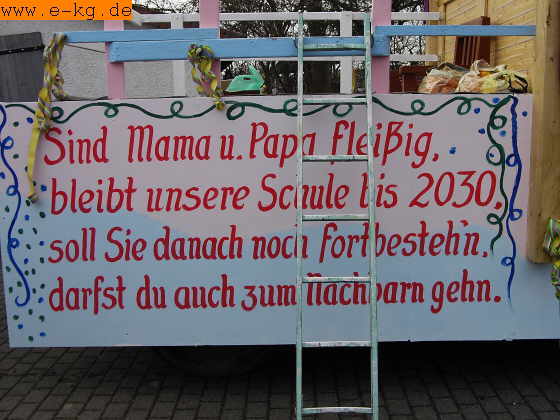 www.e-kg.de
Sind Mama u. Papa fleißig,
bleibt unsere Schule bis 2030,
soll Sie danach noch fortbesteh'n,
darfst du auch zum Nachbarn gehn.